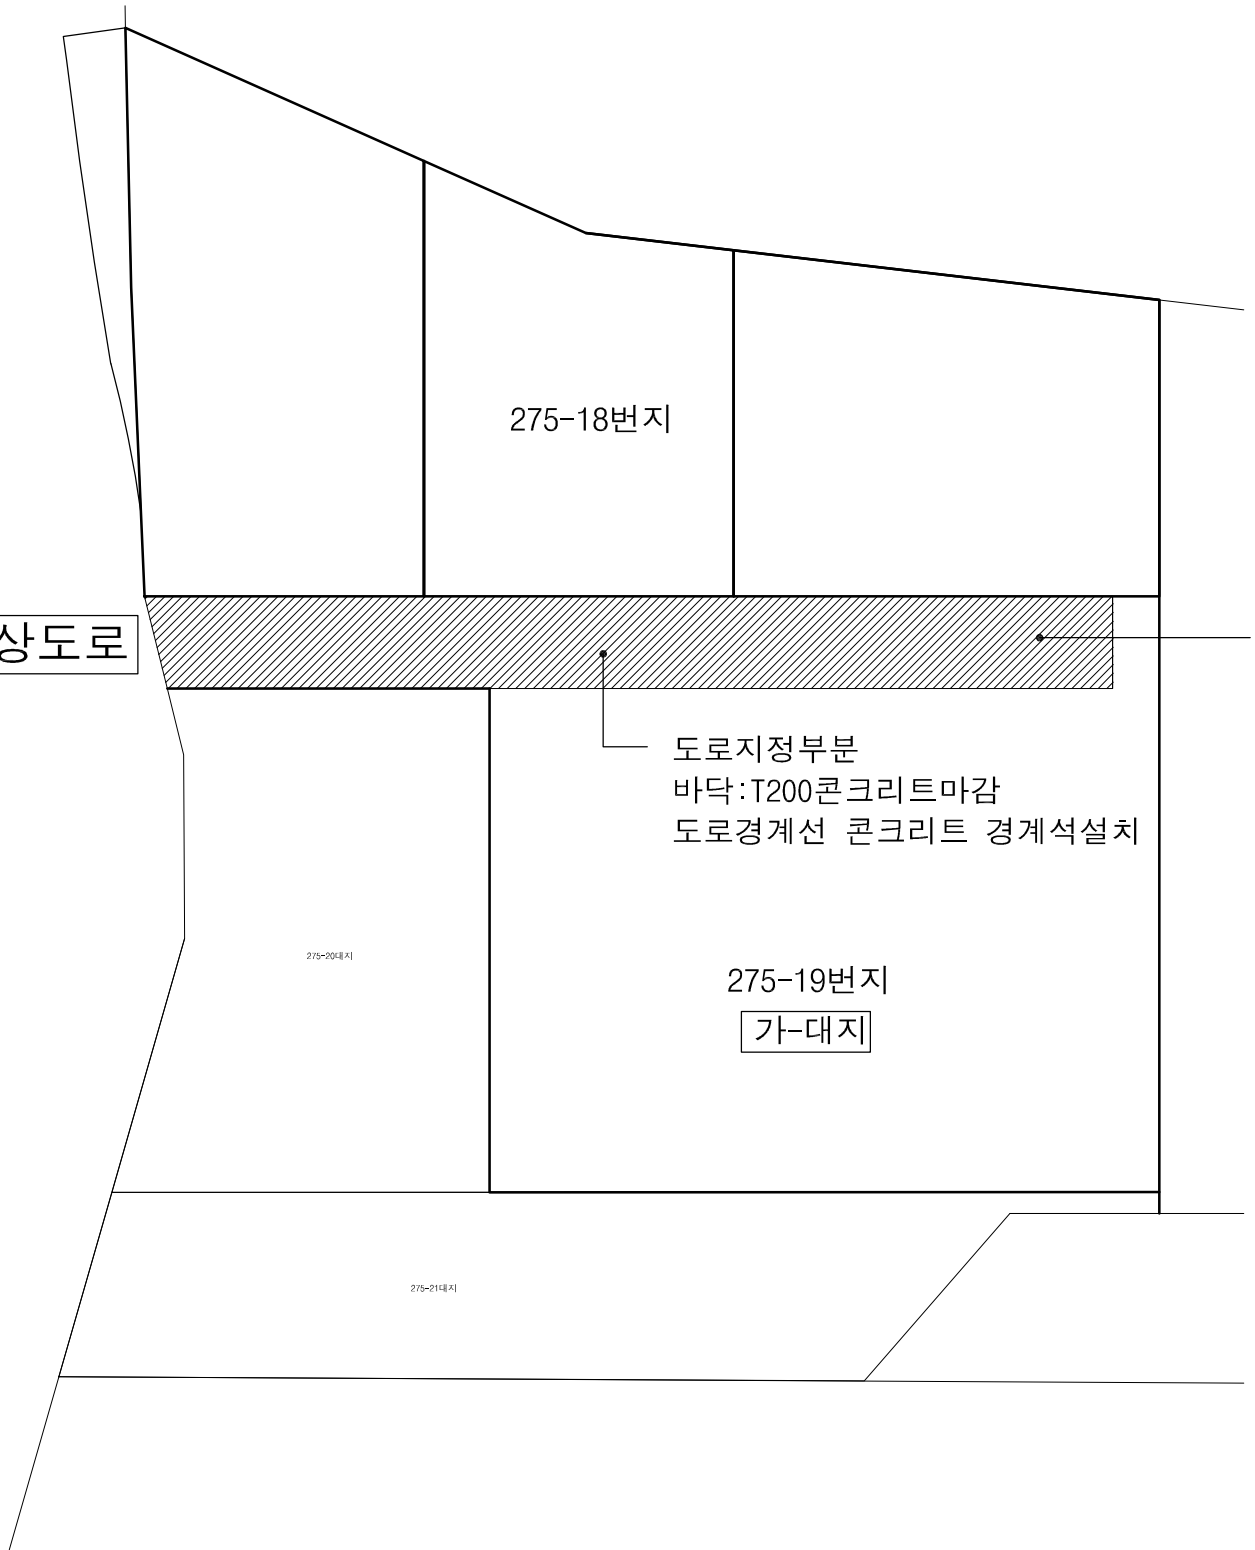 275-18번지
상도로
도로지정부분
바닥:T200콘크리트마감
도로경계선 콘크리트 경계석설치
275-20대지
275-19번지
가-대지
275-21대지